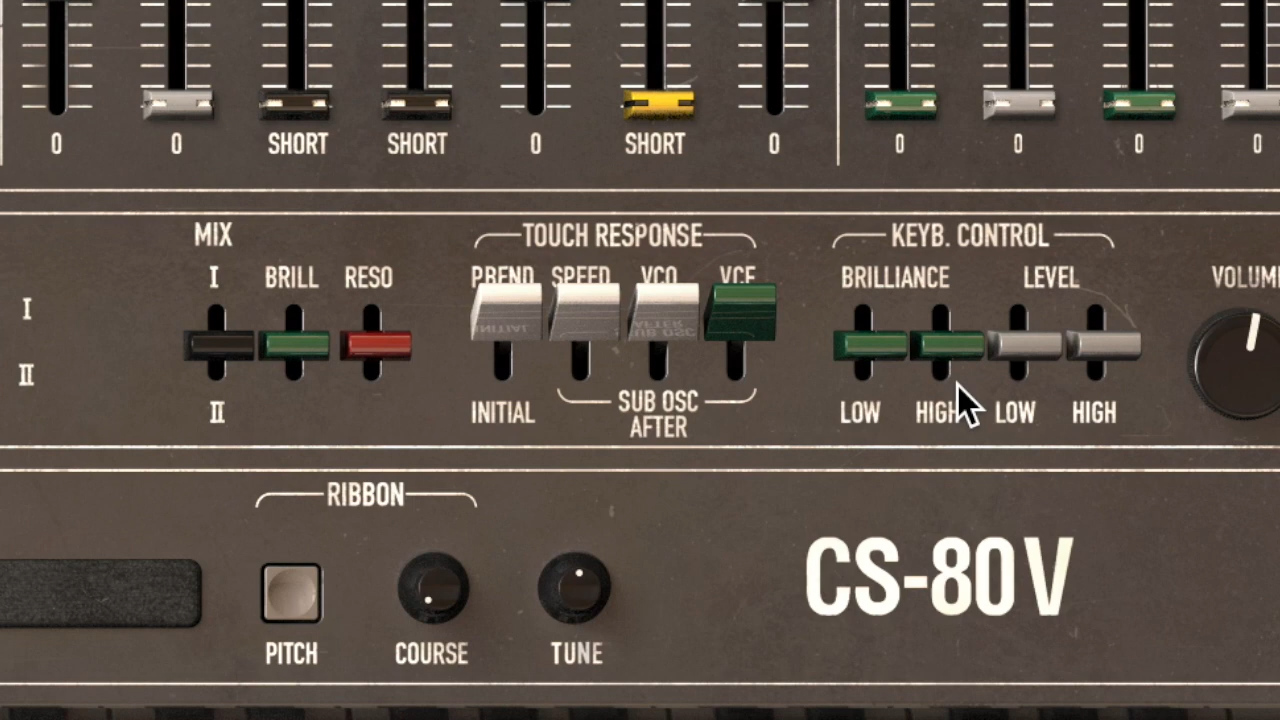 0 0 SHORT SHORT 0 SHORT 0 0 0 0 0
MIX
TOUCH RESPONSE
KEYB. CONTROL
I BRILL RESO
PBEND SPEED VCO VCF
BRILLIANCE LEVEL
I
II
II
INITIAL
SUB OSC
AFTER
LOW HIGH LOW HIGH
RIBBON
PITCH COURSE TUNE
CS-80 V